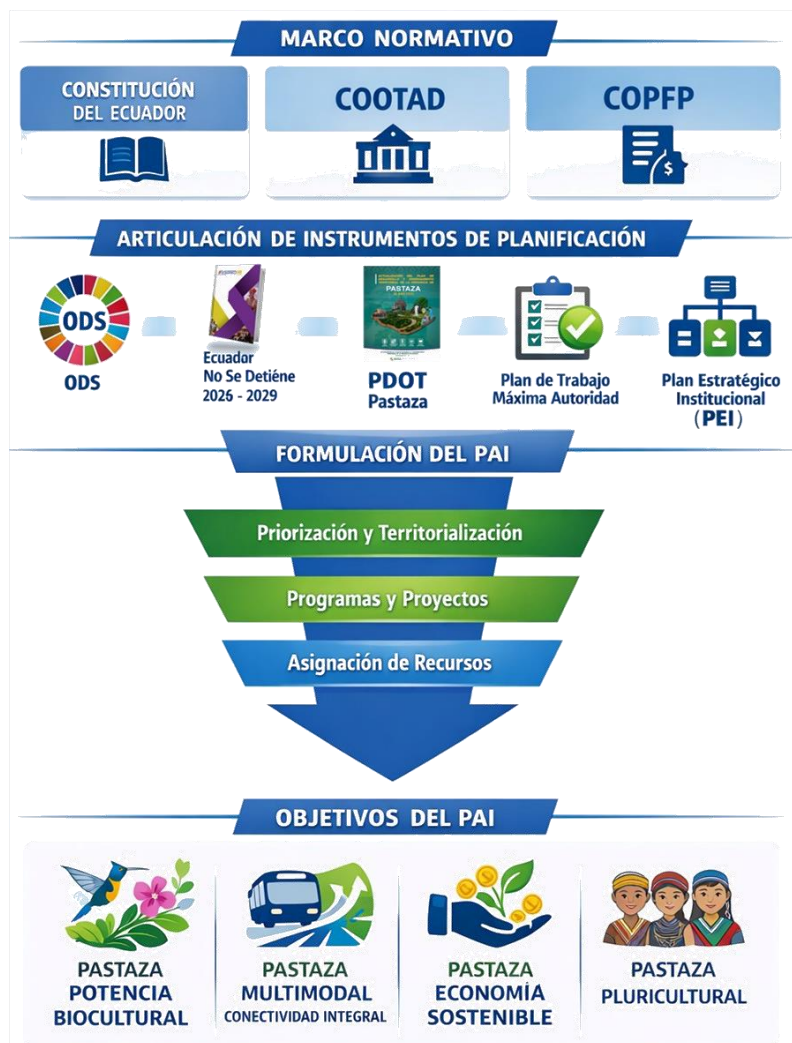 MARCO NORMATIVO
CONSTITUCIÓN
DEL ECUADOR
COOTAD
COPFP
$
ARTICULACIÓN DE INSTRUMENTOS DE PLANIFICACIÓN
ODS
ODS
Ecuador
No Se Detiéne
2026 - 2029
PASTAZA
PDOT
Pastaza
Plan de Trabajo
Máxima Autoridad
Plan Estratégico
Institucional
(PEI)
FORMULACIÓN DEL PAI
Priorización y Territorialización
Programas y Proyectos
Asignación de Recursos
OBJETIVOS DEL PAI
PASTAZA
POTENCIA
BIOCULTURAL
PASTAZA
MULTIMODAL
CONECTIVIDAD INTEGRAL
PASTAZA
ECONOMÍA
SOSTENIBLE
PASTAZA
PLURICULTURAL